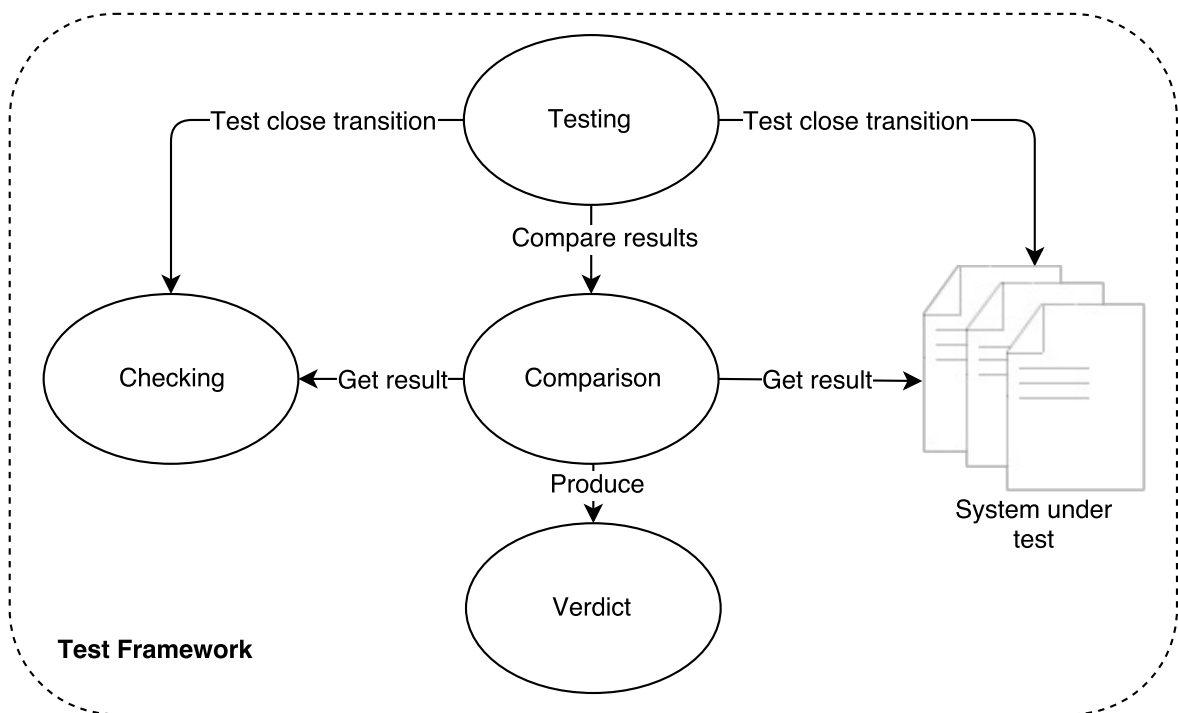 Test close transition
Testing
Test close transition
Compare results
Checking
Get result
Comparison
Get result
Produce
System under
test
Verdict
Test Framework